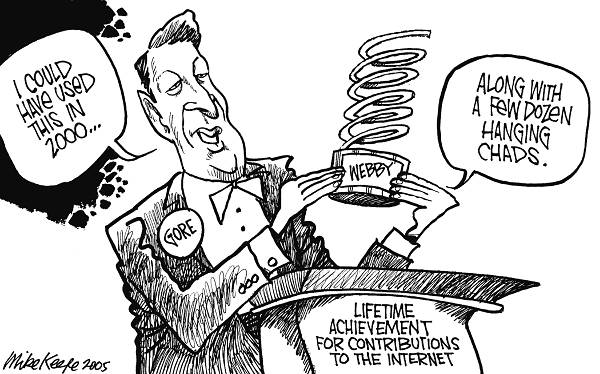 I COULD
HAVE USED
THIS IN
2000...
ALONG WITH
A FEW DOZEN
HANGING
CHADS.
WEBBY
GORE
LIFETIME
ACHIEVEMENT
FOR CONTRIBUTIONS
TO THE INTERNET
Mike Keefe 2005